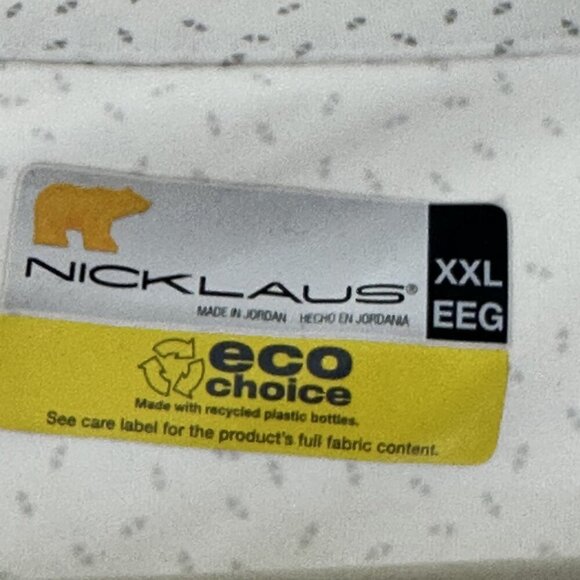 NICKLAUS®
XXL
EEG
MADE IN JORDAN HECHO EN JORDANIA
eco
choice
Made with recycled plastic bottles.
See care label for the product's full fabric content.